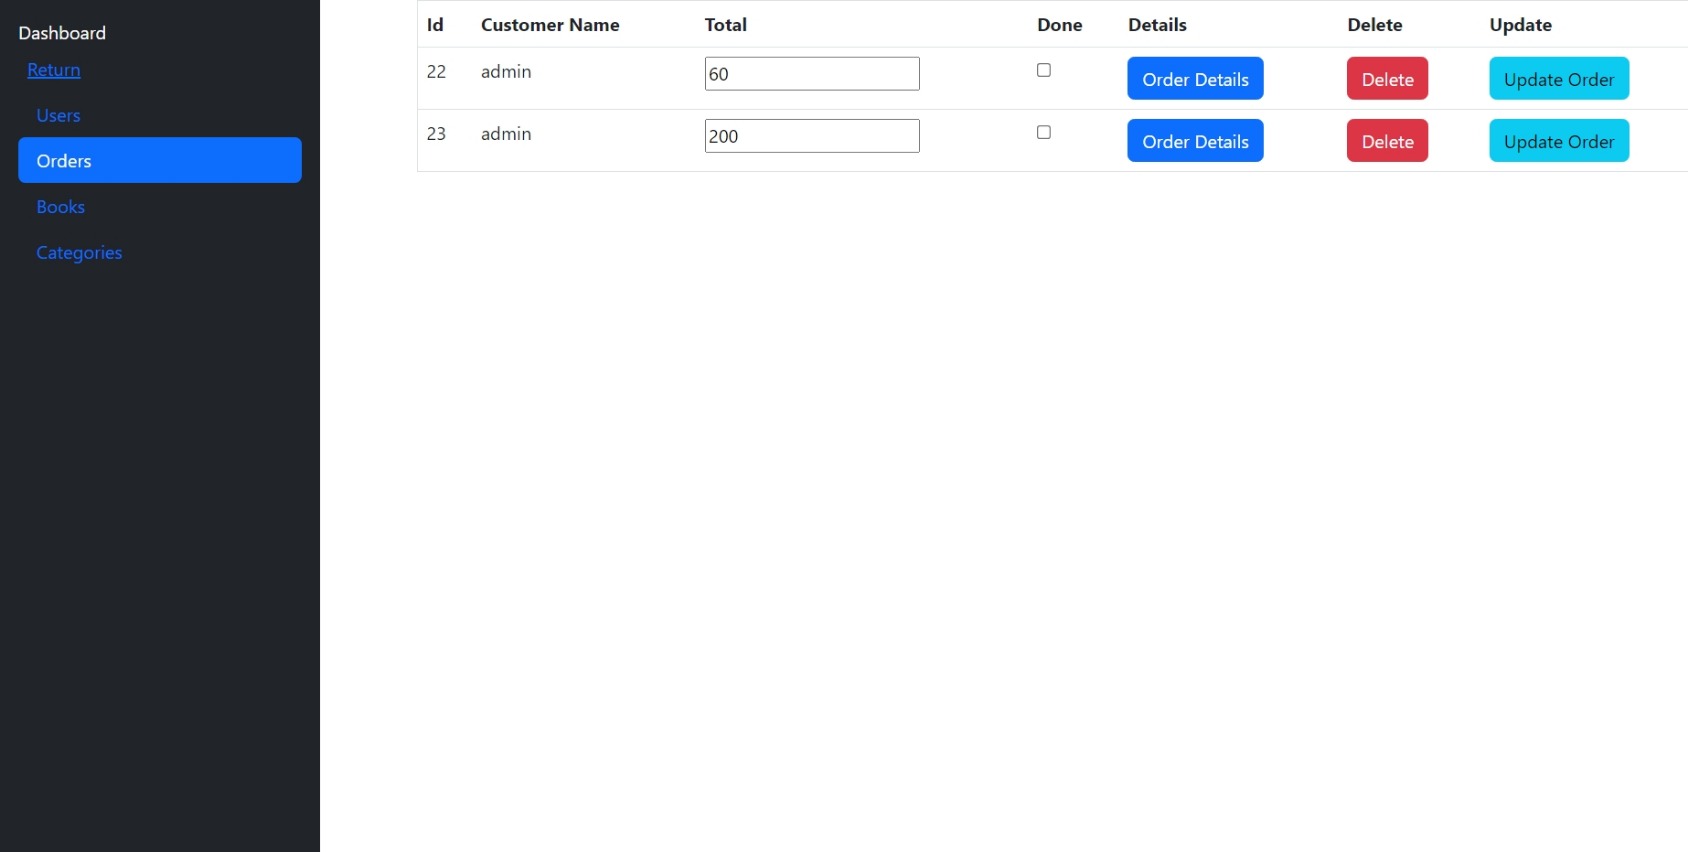 Dashboard
Return
Users
Orders
Books
Categories
Id Customer Name Total Done Details Delete Update
22 admin 60 Order Details Delete Update Order
23 admin 200 Order Details Delete Update Order